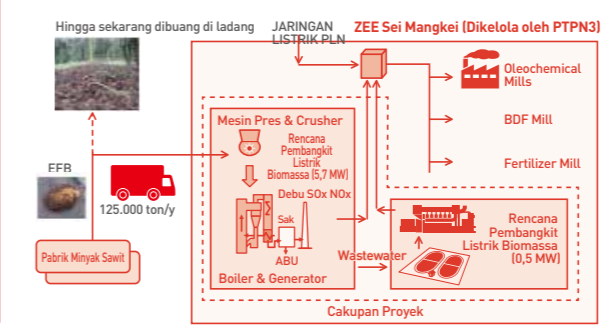 Hingga sekarang dibuang di ladang
JARINGAN
LISTRIK PLN
ZEE Sei Mangkei (Dikelola oleh PTPN3)
Oleochemical
Mills
BDF Mill
Fertilizer Mill
Mesin Pres & Crusher
Rencana
Pembangkit
Listrik
Biomassa (5,7 MW)
EFB
125.000 ton/y
Pabrik Minyak Sawit
Debu SOx NOx
Sak
ABU
Boiler & Generator
Wastewater
Rencana
Pembangkit
Listrik Biomassa
(0,5 MW)
Cakupan Proyek